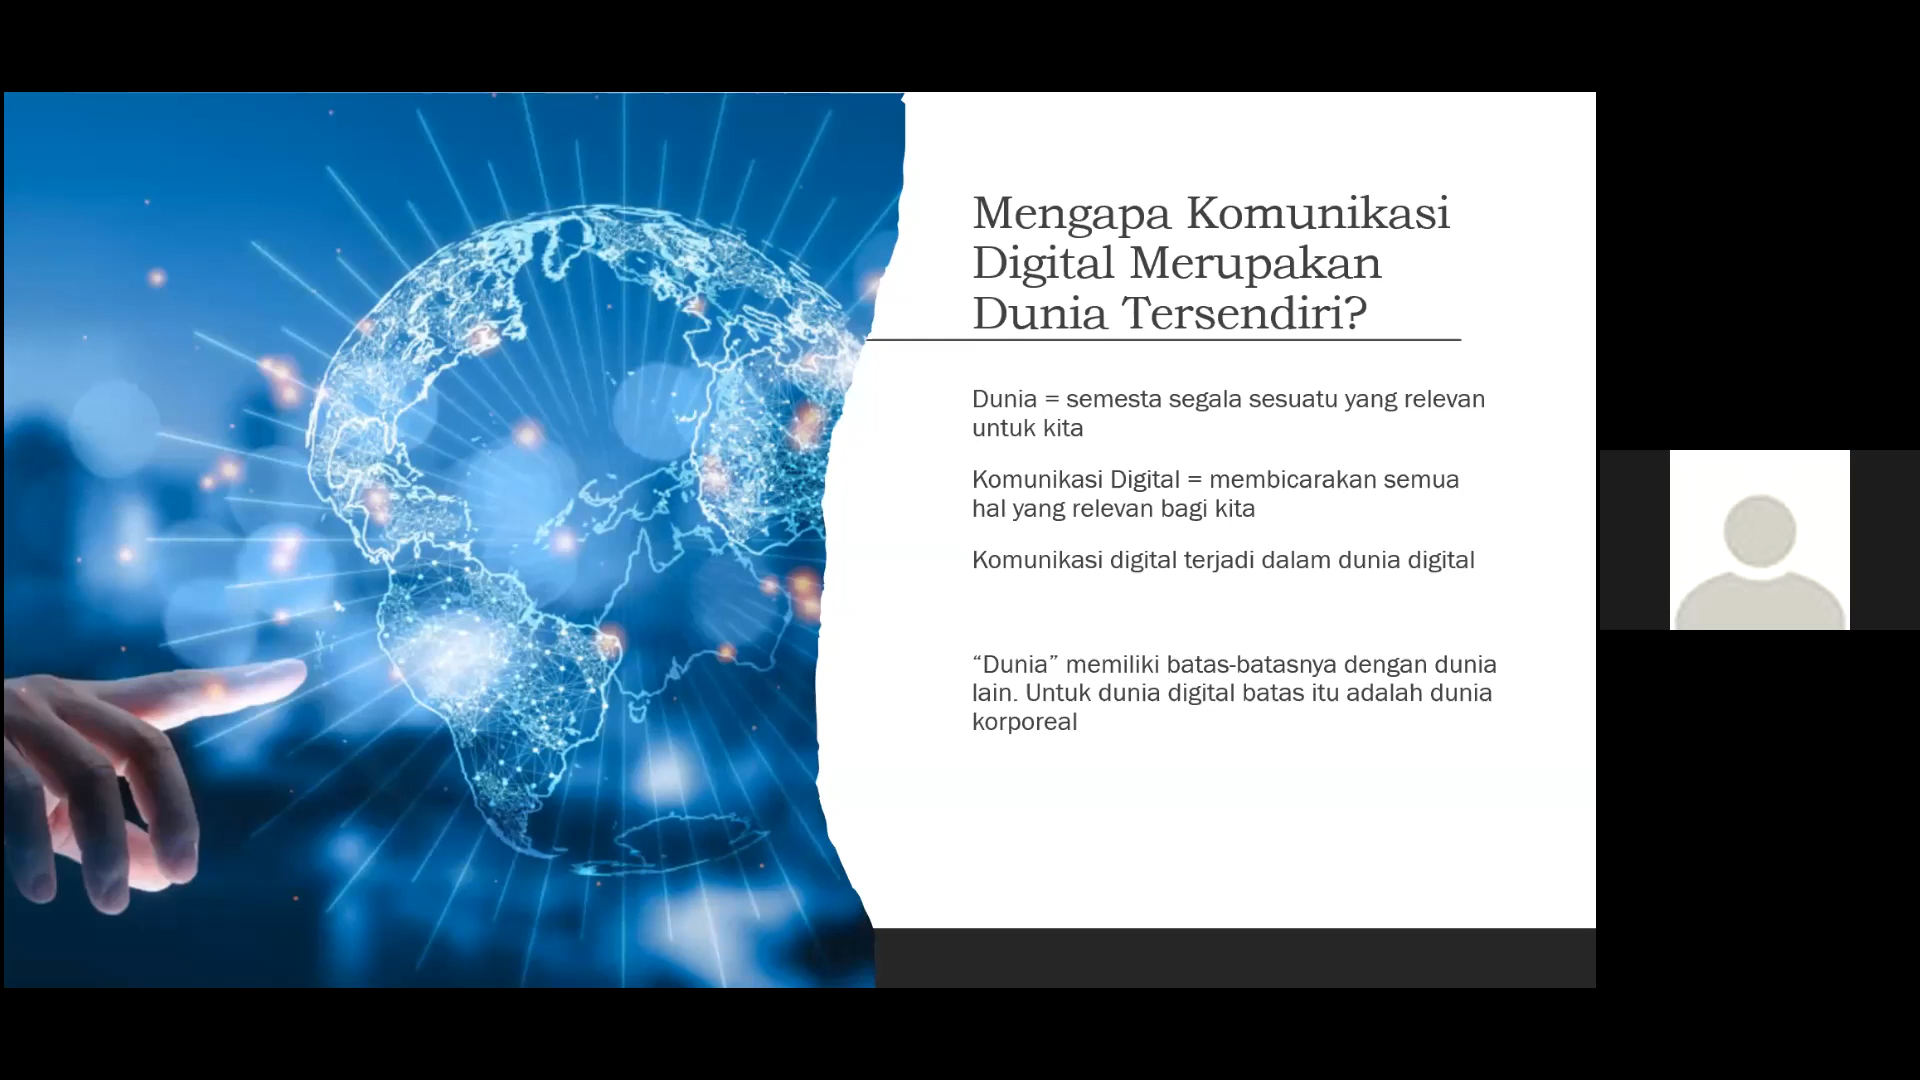 Mengapa Komunikasi
Digital Merupakan
Dunia Tersendiri?
Dunia = semesta segala sesuatu yang relevan
untuk kita
Komunikasi Digital = membicarakan semua
hal yang relevan bagi kita
Komunikasi digital terjadi dalam dunia digital
“Dunia” memiliki batas-batasnya dengan dunia
lain. Untuk dunia digital batas itu adalah dunia
korporeal